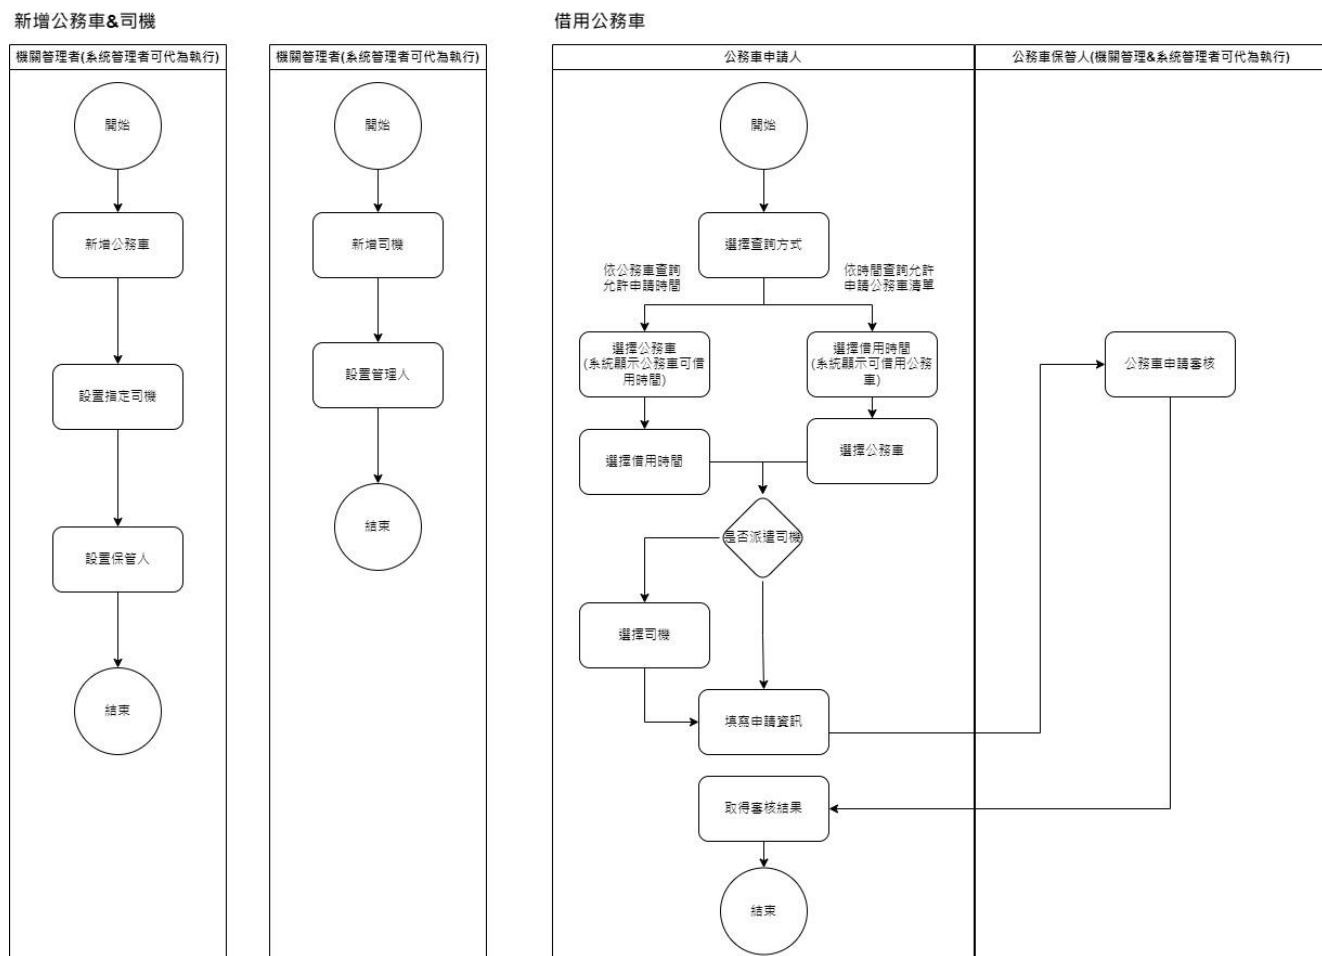 新增公務車&司機
機關管理者(系統管理者可代為執行)
開始
新增公務車
設置指定司機
設置保管人
結束
機關管理者(系統管理者可代為執行)
開始
新增司機
設置管理人
結束
借用公務車
公務車申請人
公務車保管人(機關管理&系統管理者可代為執行)
開始
選擇查詢方式
依公務車查詢
允許申請時間
依時間查詢允許
申請公務車清單
選擇公務車
(系統顯示公務車可借
用時間)
選擇借用時間
(系統顯示可借用公務
車)
選擇借用時間
選擇公務車
是否派遣司機
選擇司機
填寫申請資訊
公務車申請審核
取得審核結果
結束